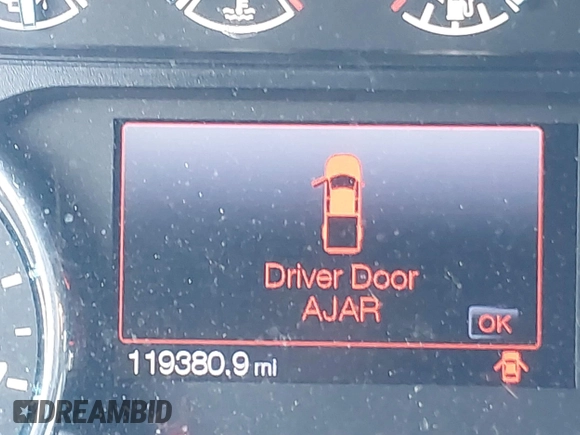 Driver Door
AJAR
OK
119380.9 mi
DREAMBID